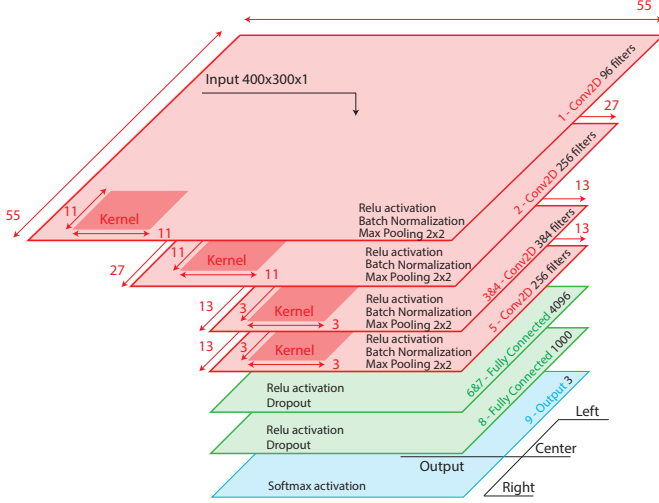 55
Input 400x300x1
1 - Conv2D 96 filters
55
11
Kernel
11
Relu activation
Batch Normalization
Max Pooling 2x2
27
2 - Conv2D 256 filters
27
11
Kernel
11
Relu activation
Batch Normalization
Max Pooling 2x2
13
3&4 - Conv2D 384 filters
13
3
Kernel
3
Relu activation
Batch Normalization
Max Pooling 2x2
13
5 - Conv2D 256 filters
13
3
Kernel
3
Relu activation
Batch Normalization
Max Pooling 2x2
6&7 - Fully Connected 4096
Relu activation
Dropout
8 - Fully Connected 1000
Relu activation
Dropout
9 - Output 3
Softmax activation
Output
Left
Center
Right